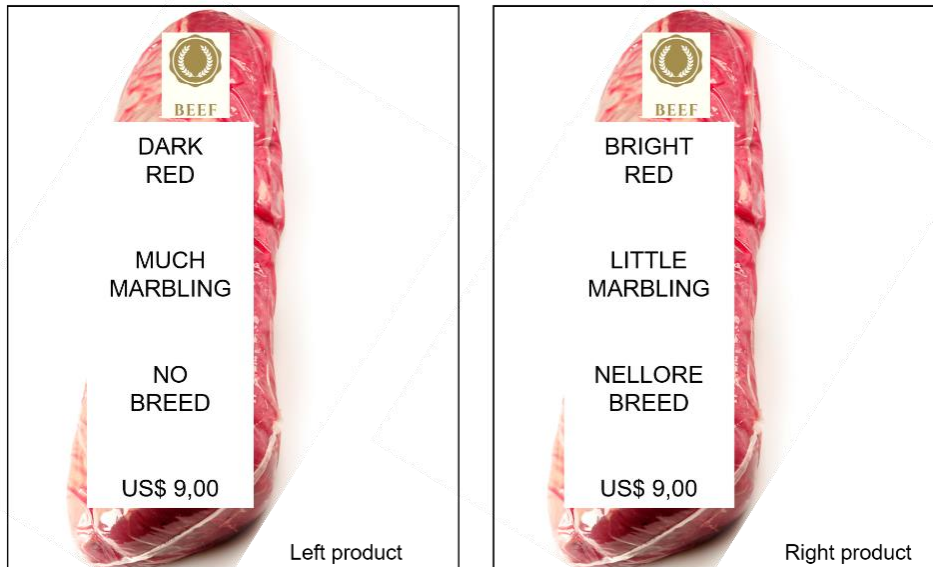 BEEF
DARK
RED
MUCH
MARBLING
NO
BREED
US$ 9,00
Left product
BEEF
BRIGHT
RED
LITTLE
MARBLING
NELLORE
BREED
US$ 9,00
Right product